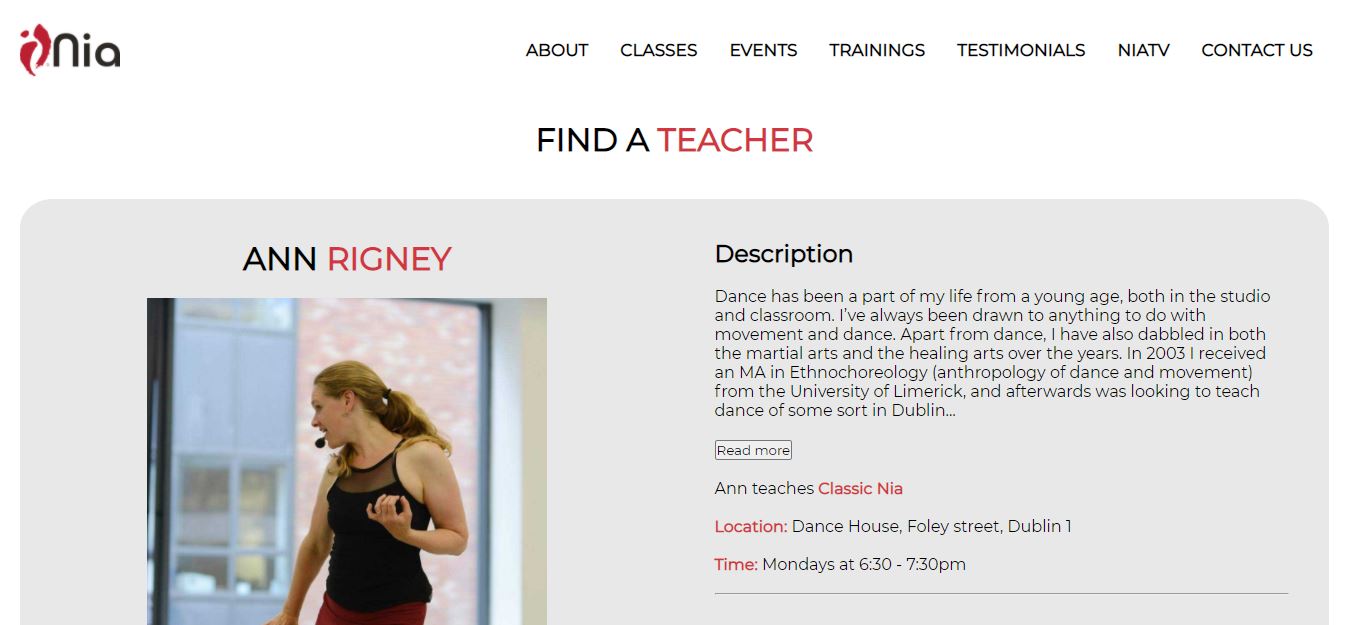 Nia
ABOUT CLASSES EVENTS TRAININGS TESTIMONIALS NIATV CONTACT US
FIND A TEACHER
ANN RIGNEY
Description
Dance has been a part of my life from a young age, both in the studio
and classroom. I’ve always been drawn to anything to do with
movement and dance. Apart from dance, I have also dabbled in both
the martial arts and the healing arts over the years. In 2003 I received
an MA in Ethnochoreology (anthropology of dance and movement)
from the University of Limerick, and afterwards was looking to teach
dance of some sort in Dublin...
Read more
Ann teaches Classic Nia
Location: Dance House, Foley street, Dublin 1
Time: Mondays at 6:30 - 7:30pm